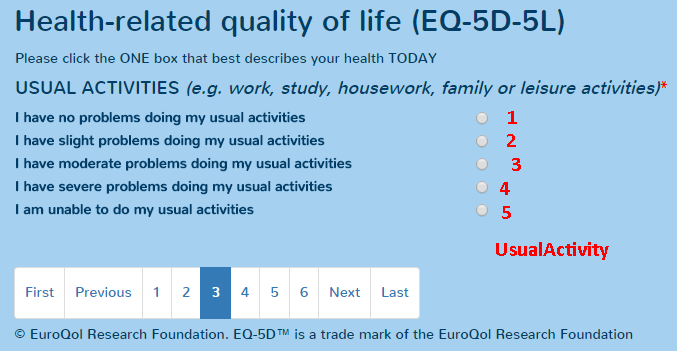 Health-related quality of life (EQ-5D-5L)
Please click the ONE box that best describes your health TODAY
USUAL ACTIVITIES (e.g. work, study, housework, family or leisure activities)*
I have no problems doing my usual activities 1
I have slight problems doing my usual activities 2
I have moderate problems doing my usual activities 3
I have severe problems doing my usual activities 4
I am unable to do my usual activities 5
UsualActivity
First Previous 1 2 3 4 5 6 Next Last
© EuroQol Research Foundation. EQ-5D™ is a trade mark of the EuroQol Research Foundation